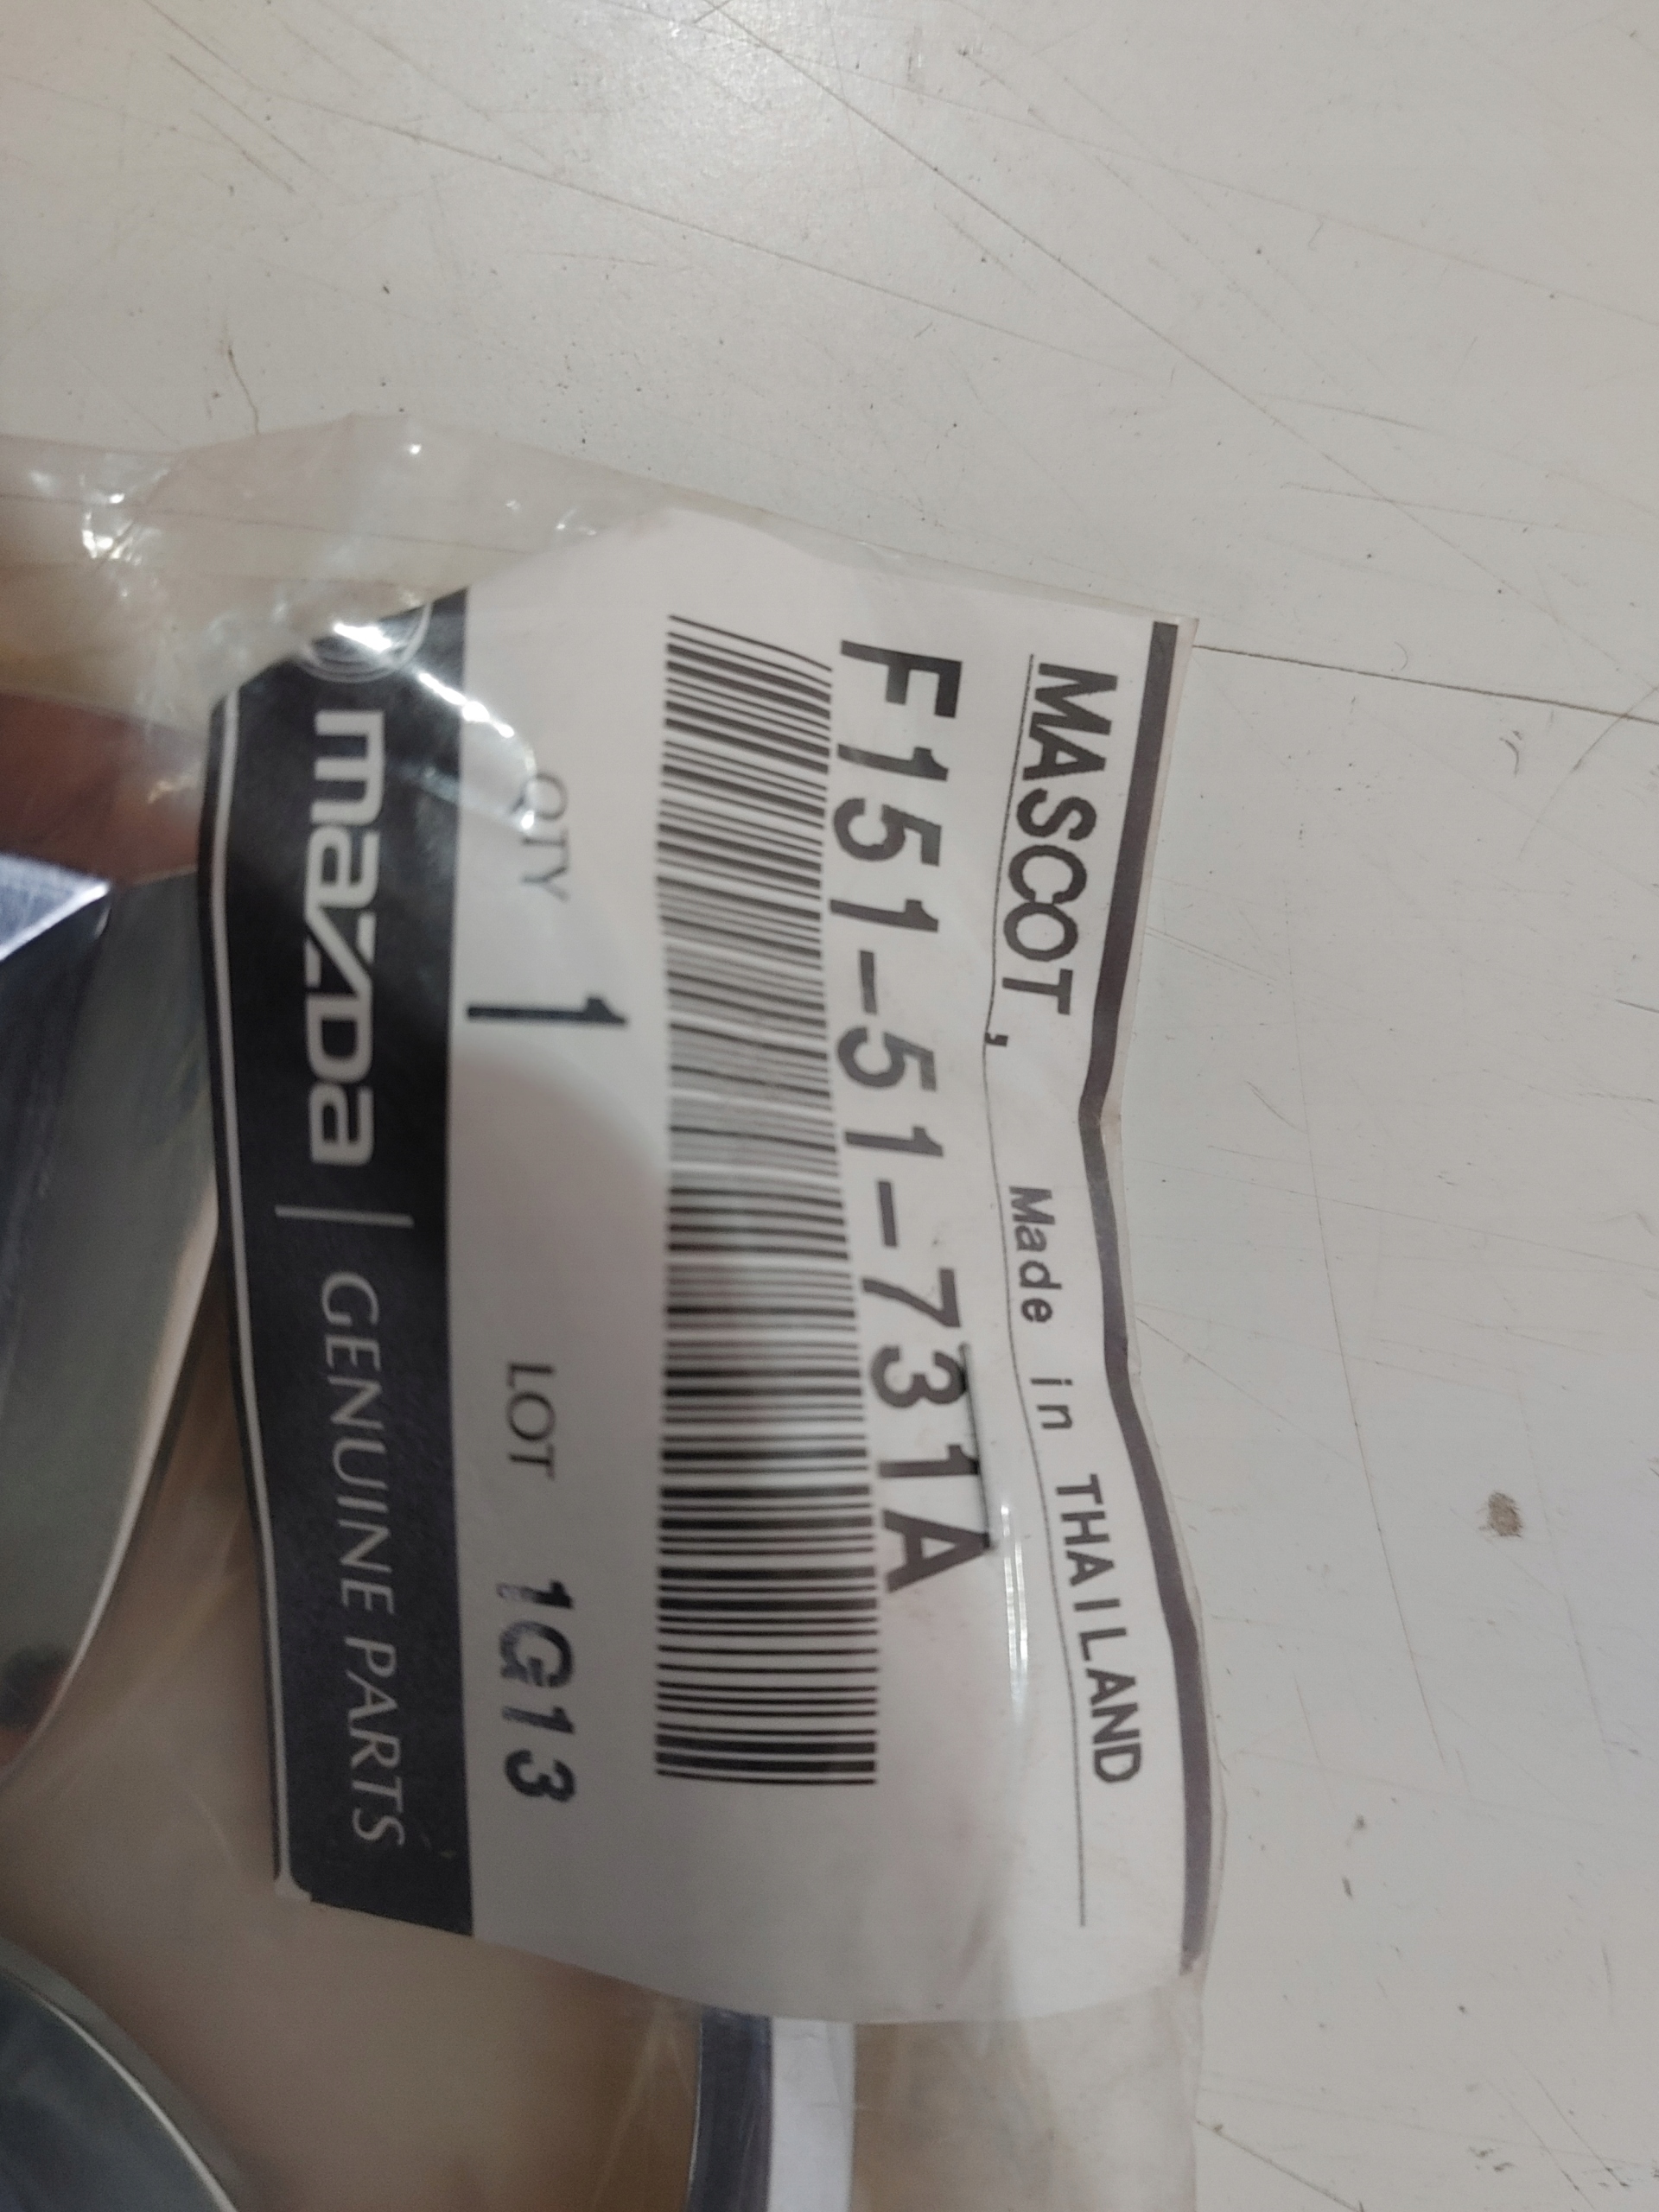 MASCOT, Made in THAILAND
F151-51-731A
QTY 1 LOT 1G13
mazda | GENUINE PARTS